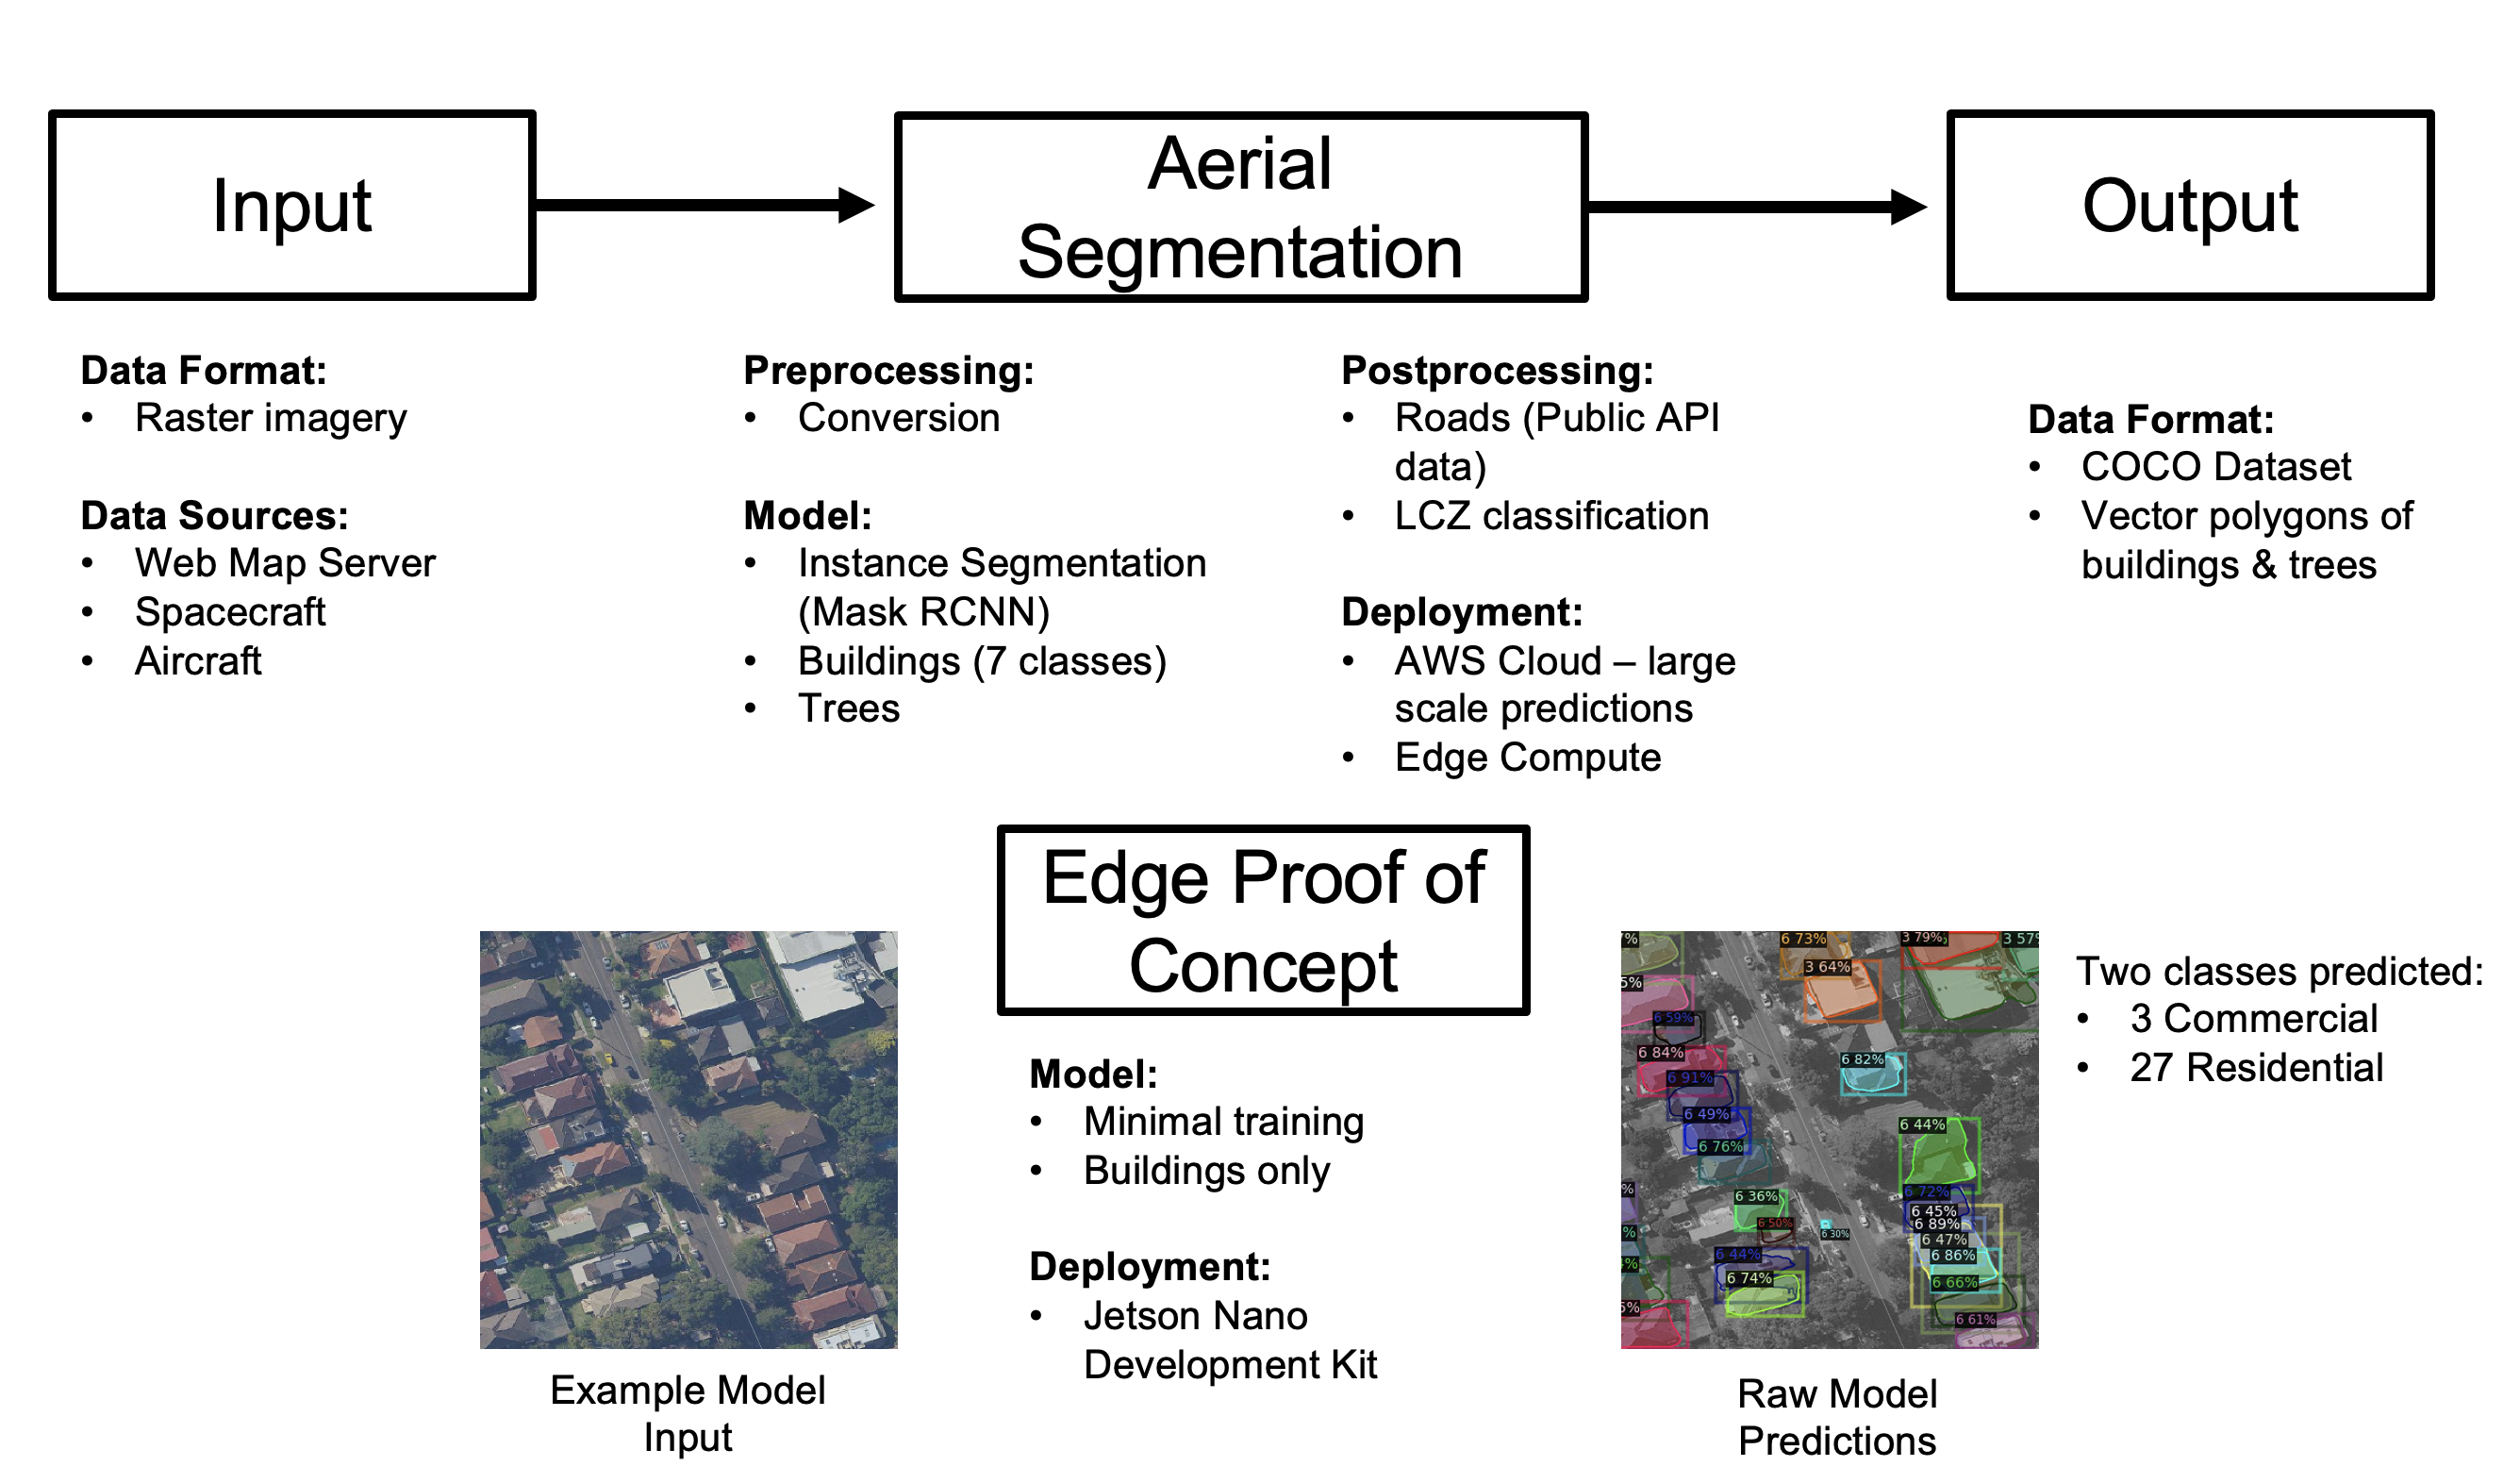 Input
Aerial
Segmentation
Output
Data Format:
• Raster imagery
Data Sources:
• Web Map Server
• Spacecraft
• Aircraft
Preprocessing:
• Conversion
Model:
• Instance Segmentation
(Mask RCNN)
• Buildings (7 classes)
• Trees
Postprocessing:
• Roads (Public API
data)
• LCZ classification
Deployment:
• AWS Cloud – large
scale predictions
• Edge Compute
Data Format:
• COCO Dataset
• Vector polygons of
buildings & trees
Edge Proof of
Concept
Model:
• Minimal training
• Buildings only
Deployment:
• Jetson Nano
Development Kit
Example Model
Input
6 73%
3 79%
3 57%
3 64%
6 59%
6 84%
6 91%
6 49%
6 76%
6 82%
6 44%
6 36%
6 50%
6 30%
6 72%
6 45%
6 89%
6 47%
6 86%
6 66%
6 44%
6 74%
6 61%
Raw Model
Predictions
Two classes predicted:
• 3 Commercial
• 27 Residential